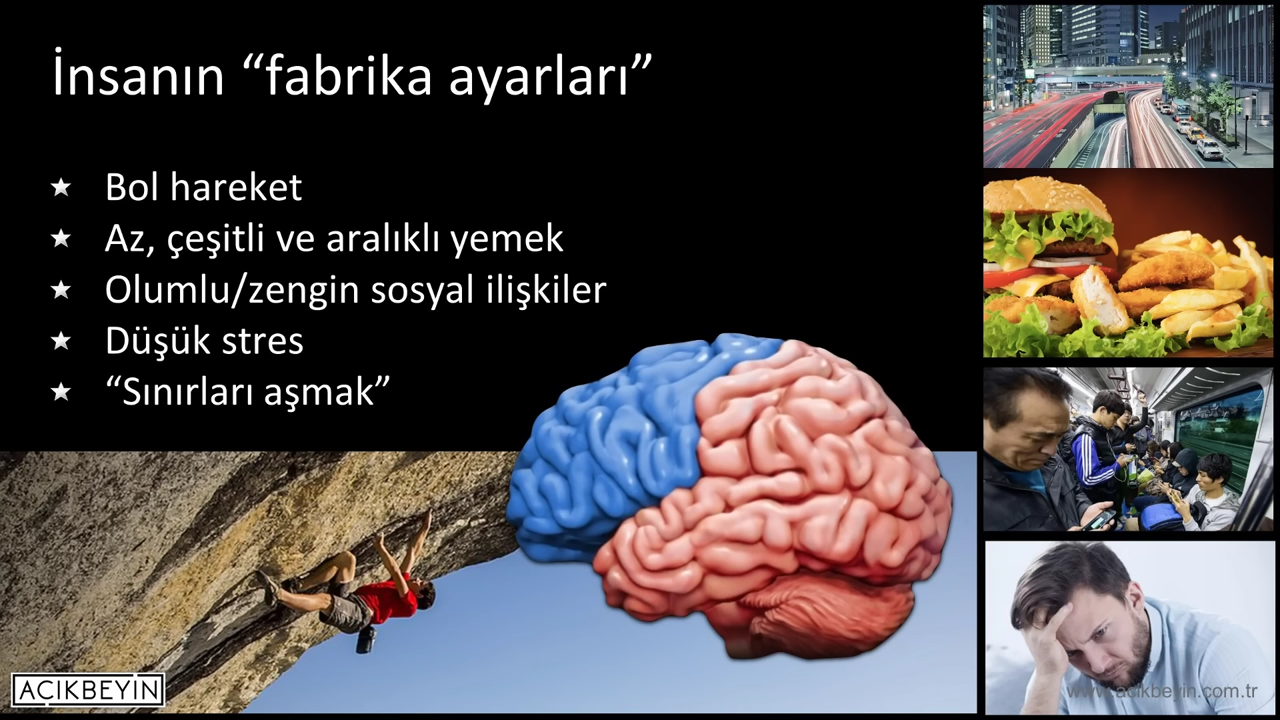 İnsanın “fabrika ayarları”
Bol hareket
Az, çeşitli ve aralıklı yemek
Olumlu/zengin sosyal ilişkiler
Düşük stres
“Sınırları aşmak”
AÇIKBEYİN
www.acikbeyin.com.tr